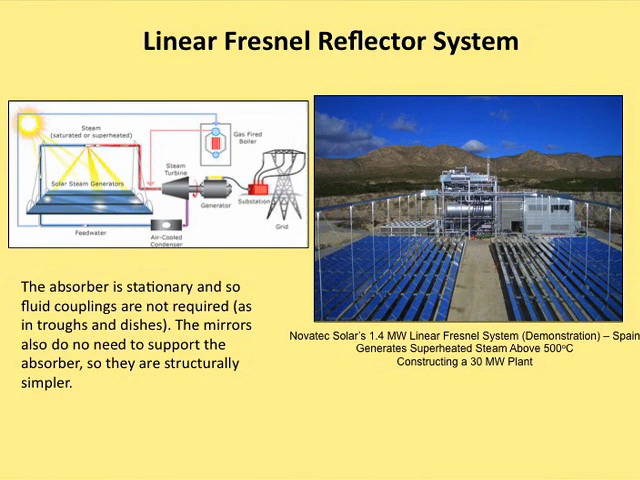 Linear Fresnel Reflector System
Steam
(saturated or superheated)
Gas Fired
Boiler
Steam
Turbine
Solar Steam Generators
Substation
Generator
Grid
Feedwater
Air-Cooled
Condenser
The absorber is stationary and so
fluid couplings are not required (as
in troughs and dishes). The mirrors
also do no need to support the
absorber, so they are structurally
simpler.
Novatec Solar's 1.4 MW Linear Fresnel System (Demonstration) – Spain
Generates Superheated Steam Above 500ºC
Constructing a 30 MW Plant